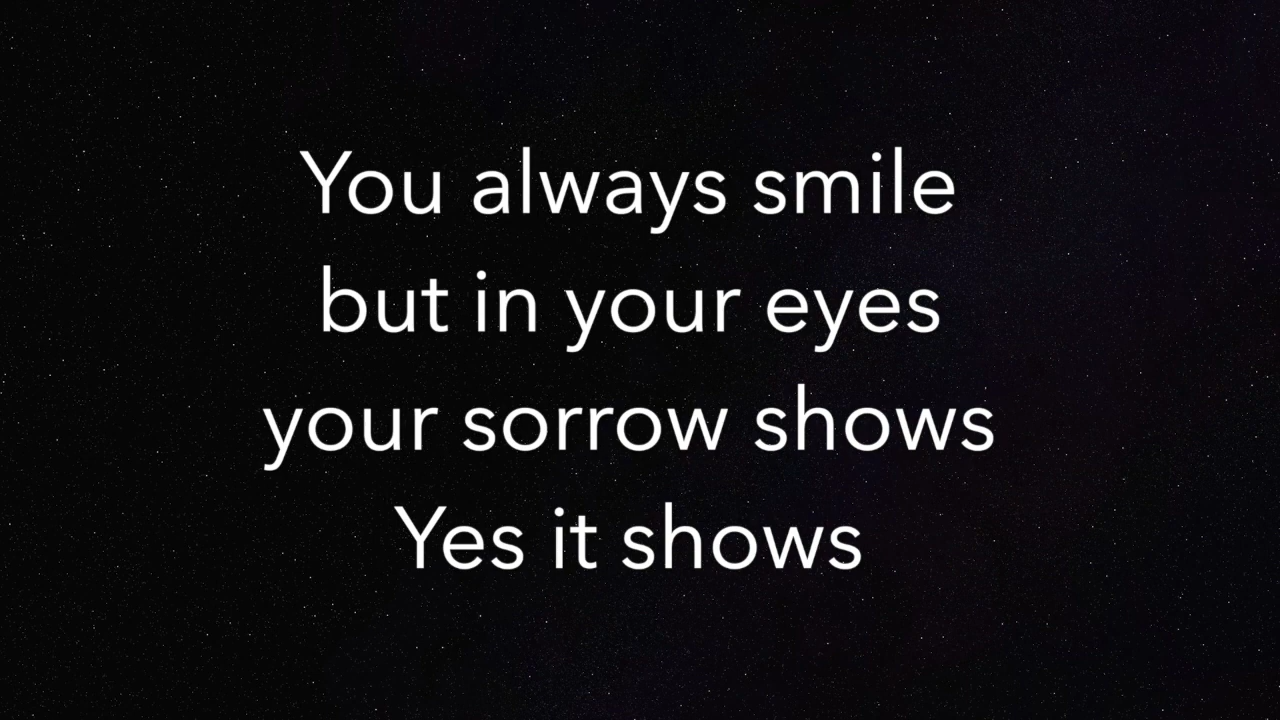 You always smile
but in your eyes
your sorrow shows
Yes it shows